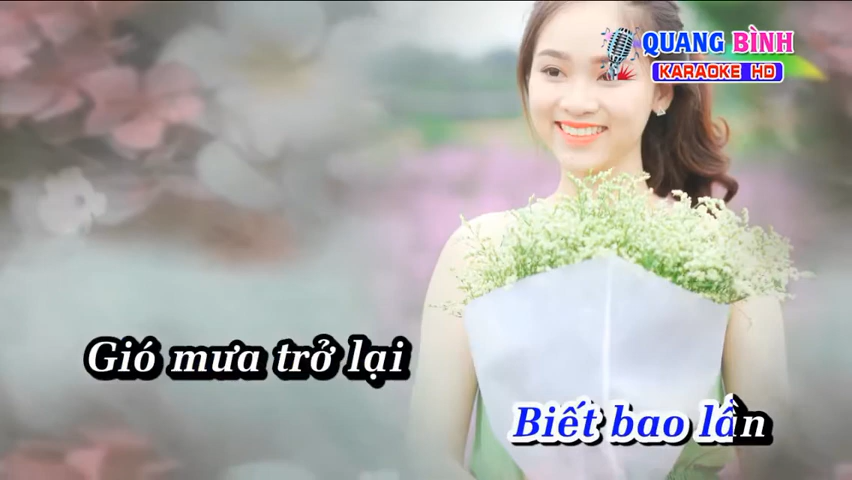 QUANG BÌNH
KARAOKE HD
Gió mưa trở lại
Biết bao lần